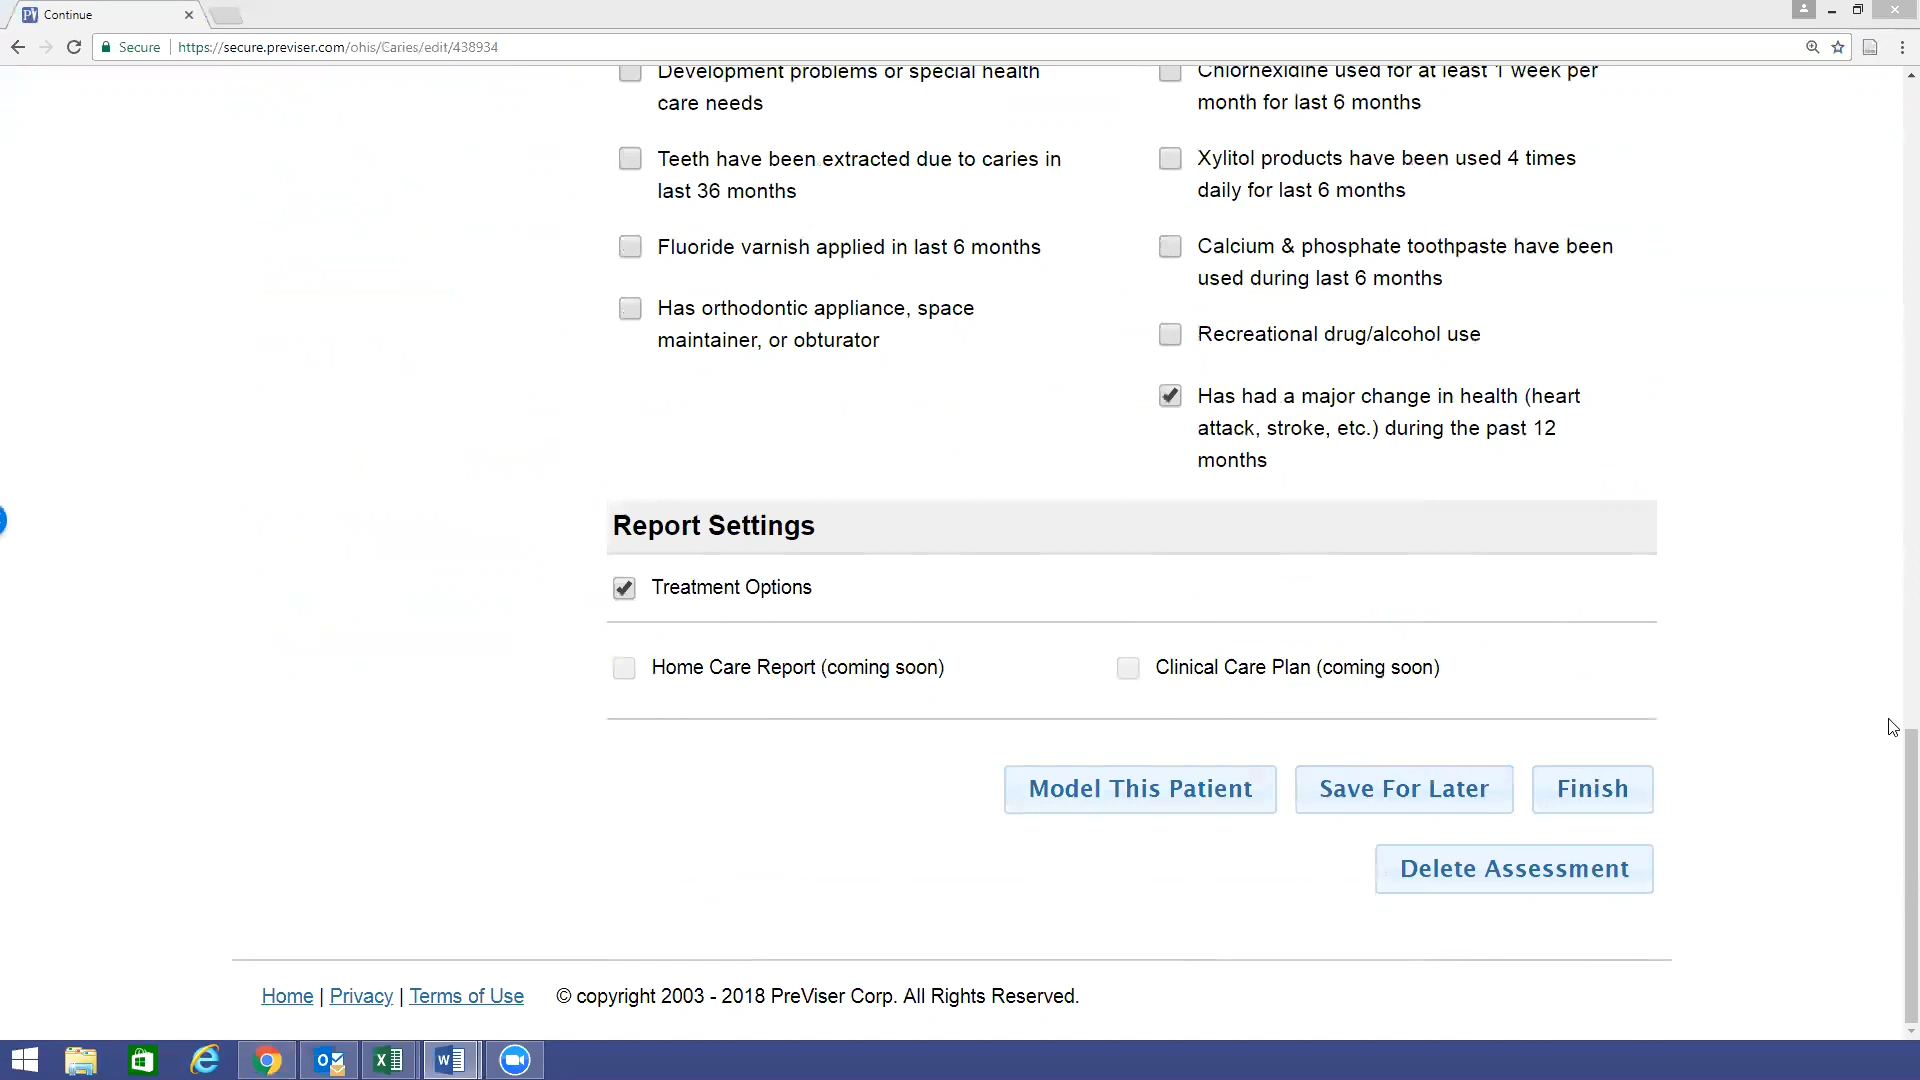 Continue
Secure
https://secure.previser.com/ohis/Caries/edit/438934
Development problems or special health
care needs
Teeth have been extracted due to caries in
last 36 months
Fluoride varnish applied in last 6 months
Has orthodontic appliance, space
maintainer, or obturator
Chlorhexidine used for at least 1 week per
month for last 6 months
Xylitol products have been used 4 times
daily for last 6 months
Calcium & phosphate toothpaste have been
used during last 6 months
Recreational drug/alcohol use
Has had a major change in health (heart
attack, stroke, etc.) during the past 12
months
Report Settings
Treatment Options
Home Care Report (coming soon)
Clinical Care Plan (coming soon)
Model This Patient
Save For Later
Finish
Delete Assessment
Home | Privacy | Terms of Use
© copyright 2003 - 2018 PreViser Corp. All Rights Reserved.